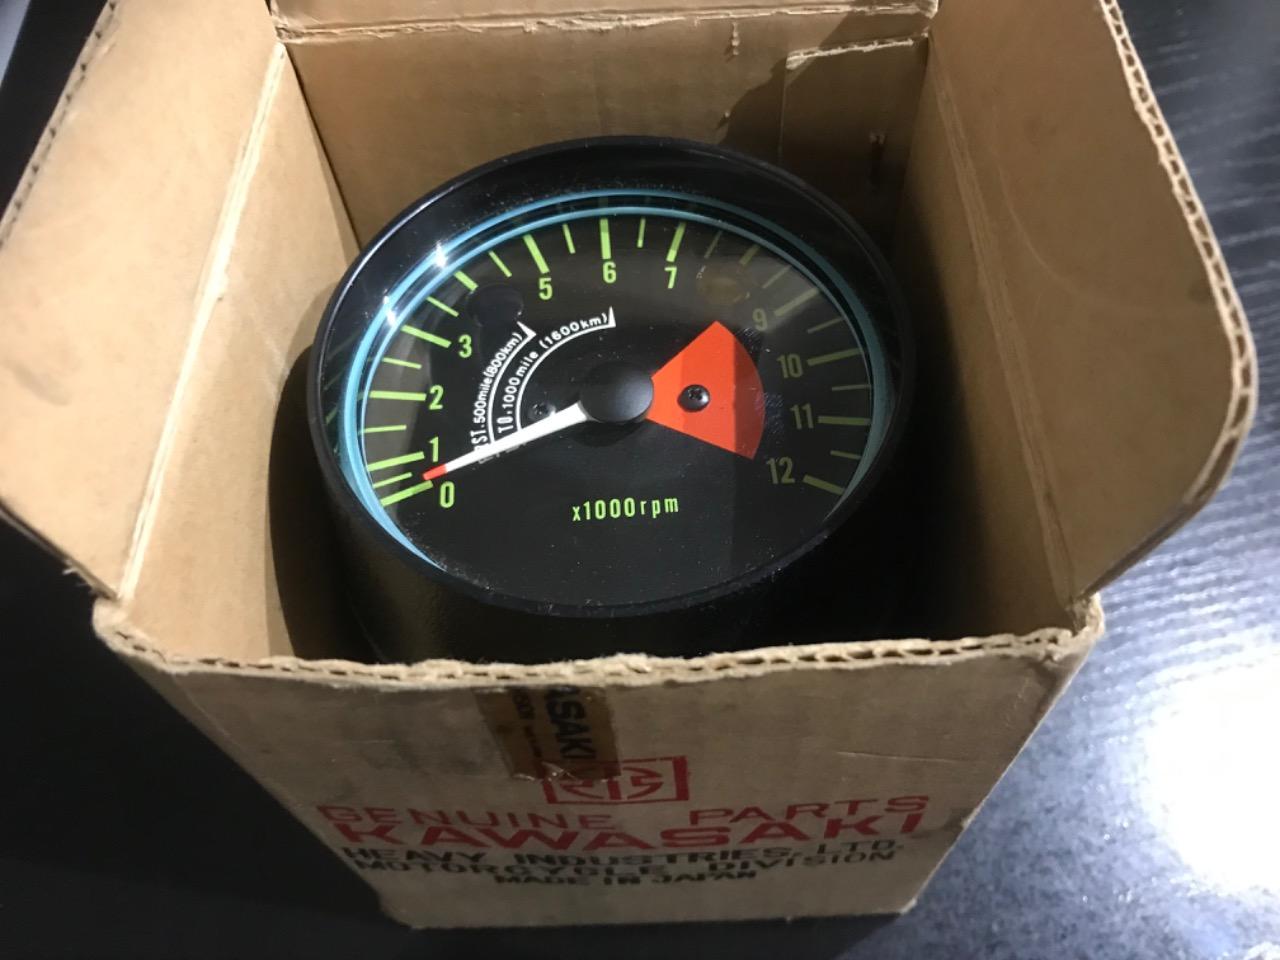 5
6
7
3
9
2
10
1
11
0
12
1ST. 500mile(800km)
TO. 1000mile (1600km)
x1000rpm
ASAKI
GENUINE PARTS
KAWASAKI
HEAVY INDUSTRIES, LTD.
MOTORCYCLE DIVISION
MADE IN JAPAN